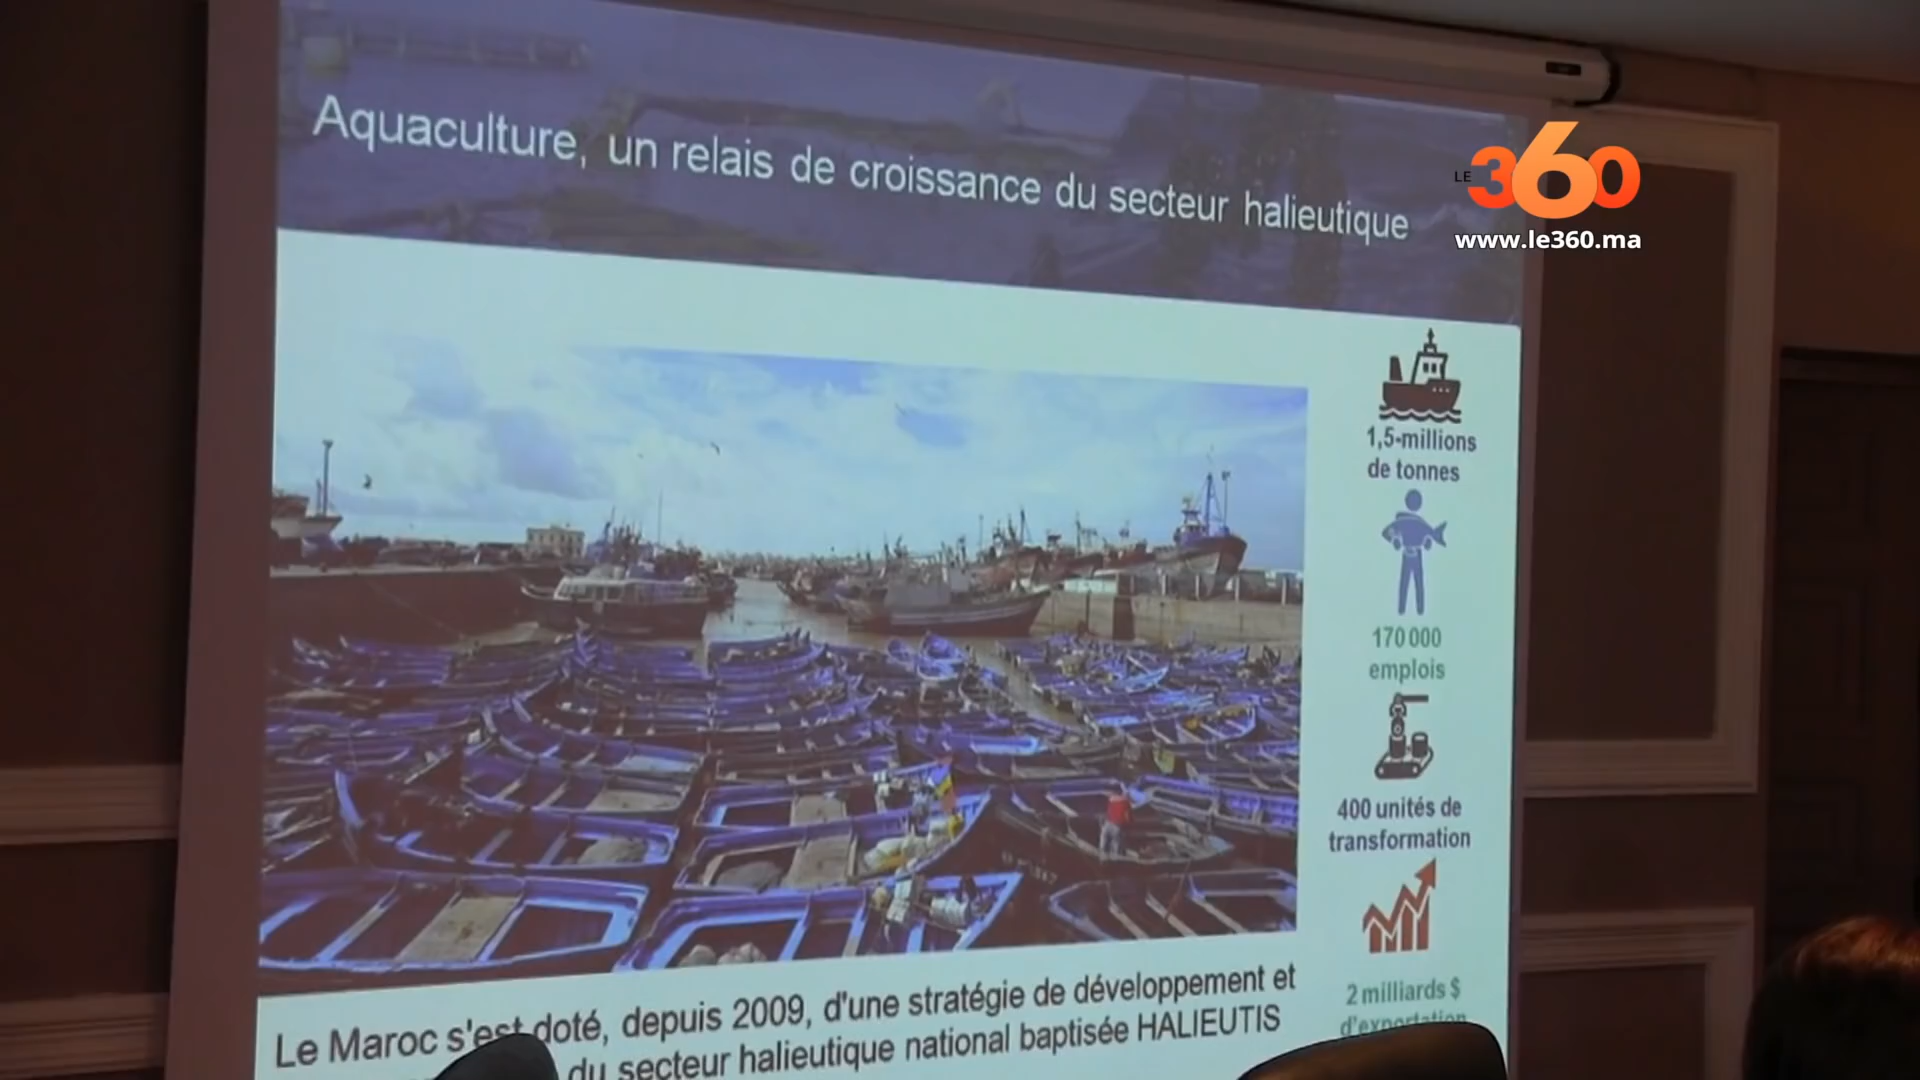 Aquaculture, un relais de croissance du secteur halieutique
LE 360
www.le360.ma
1,5-millions
de tonnes
170 000
emplois
400 unités de
transformation
2 milliards $
d'exportation
Le Maroc s'est doté, depuis 2009, d'une stratégie de développement et
du secteur halieutique national baptisée HALIEUTIS